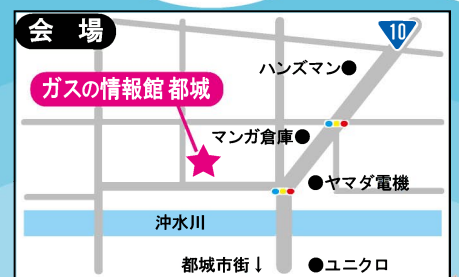 会 場
10
ハンズマン●
ガスの情報館 都城
マンガ倉庫●
●ヤマダ電機
沖水川
都城市街↓
●ユニクロ